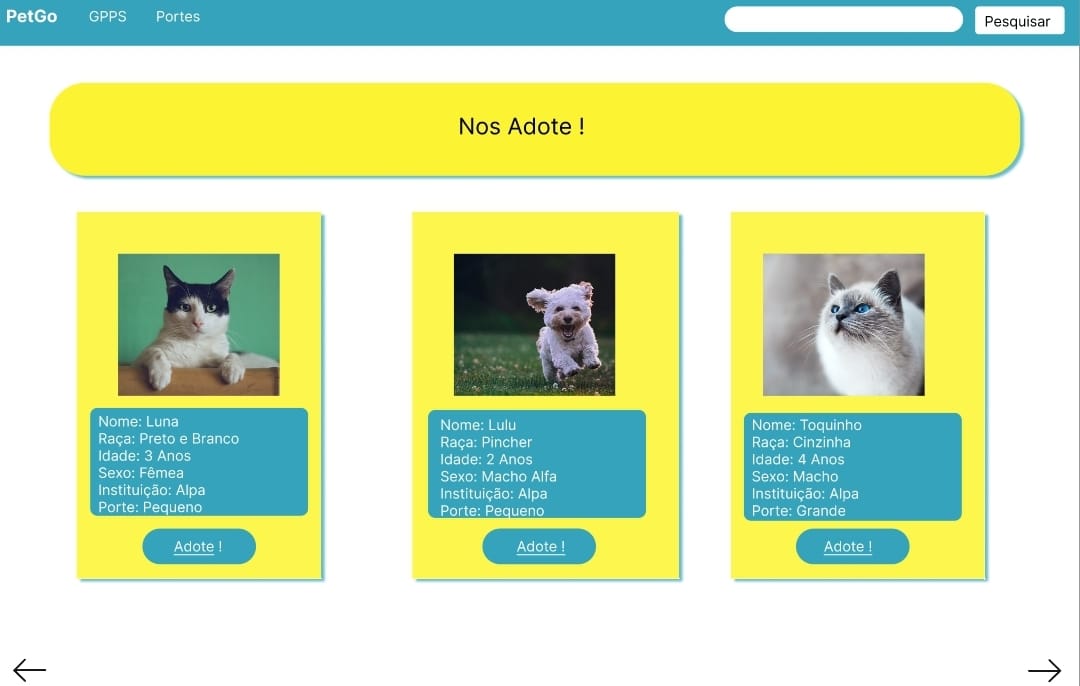 PetGo GPPS Portes Pesquisar
Nos Adote !
Nome: Luna
Raça: Preto e Branco
Idade: 3 Anos
Sexo: Fêmea
Instituição: Alpa
Porte: Pequeno
Adote !
Nome: Lulu
Raça: Pincher
Idade: 2 Anos
Sexo: Macho Alfa
Instituição: Alpa
Porte: Pequeno
Adote !
Nome: Toquinho
Raça: Cinzinha
Idade: 4 Anos
Sexo: Macho
Instituição: Alpa
Porte: Grande
Adote !